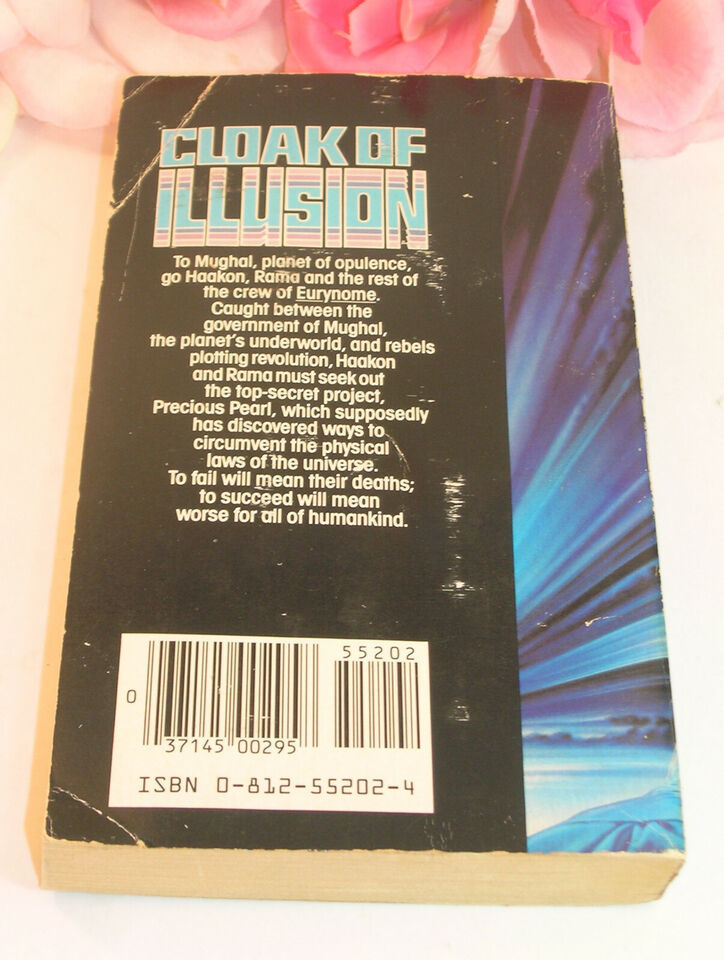 CLOAK OF
ILLUSION
To Mughal, planet of opulence,
go Haakon, Rama and the rest of
the crew of Eurynome.
Caught between the
government of Mughal,
the planet's underworld, and rebels
plotting revolution, Haakon
and Rama must seek out
the top-secret project,
Precious Pearl, which supposedly
has discovered ways to
circumvent the physical
laws of the universe.
To fail will mean their deaths;
to succeed will mean
worse for all of humankind.
55202
0
37145 00295
ISBN 0-812-55202-4